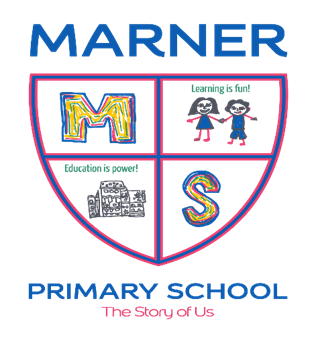 MARNER
Learning is fun!
M
Education is power!
S
PRIMARY SCHOOL
The Story of Us